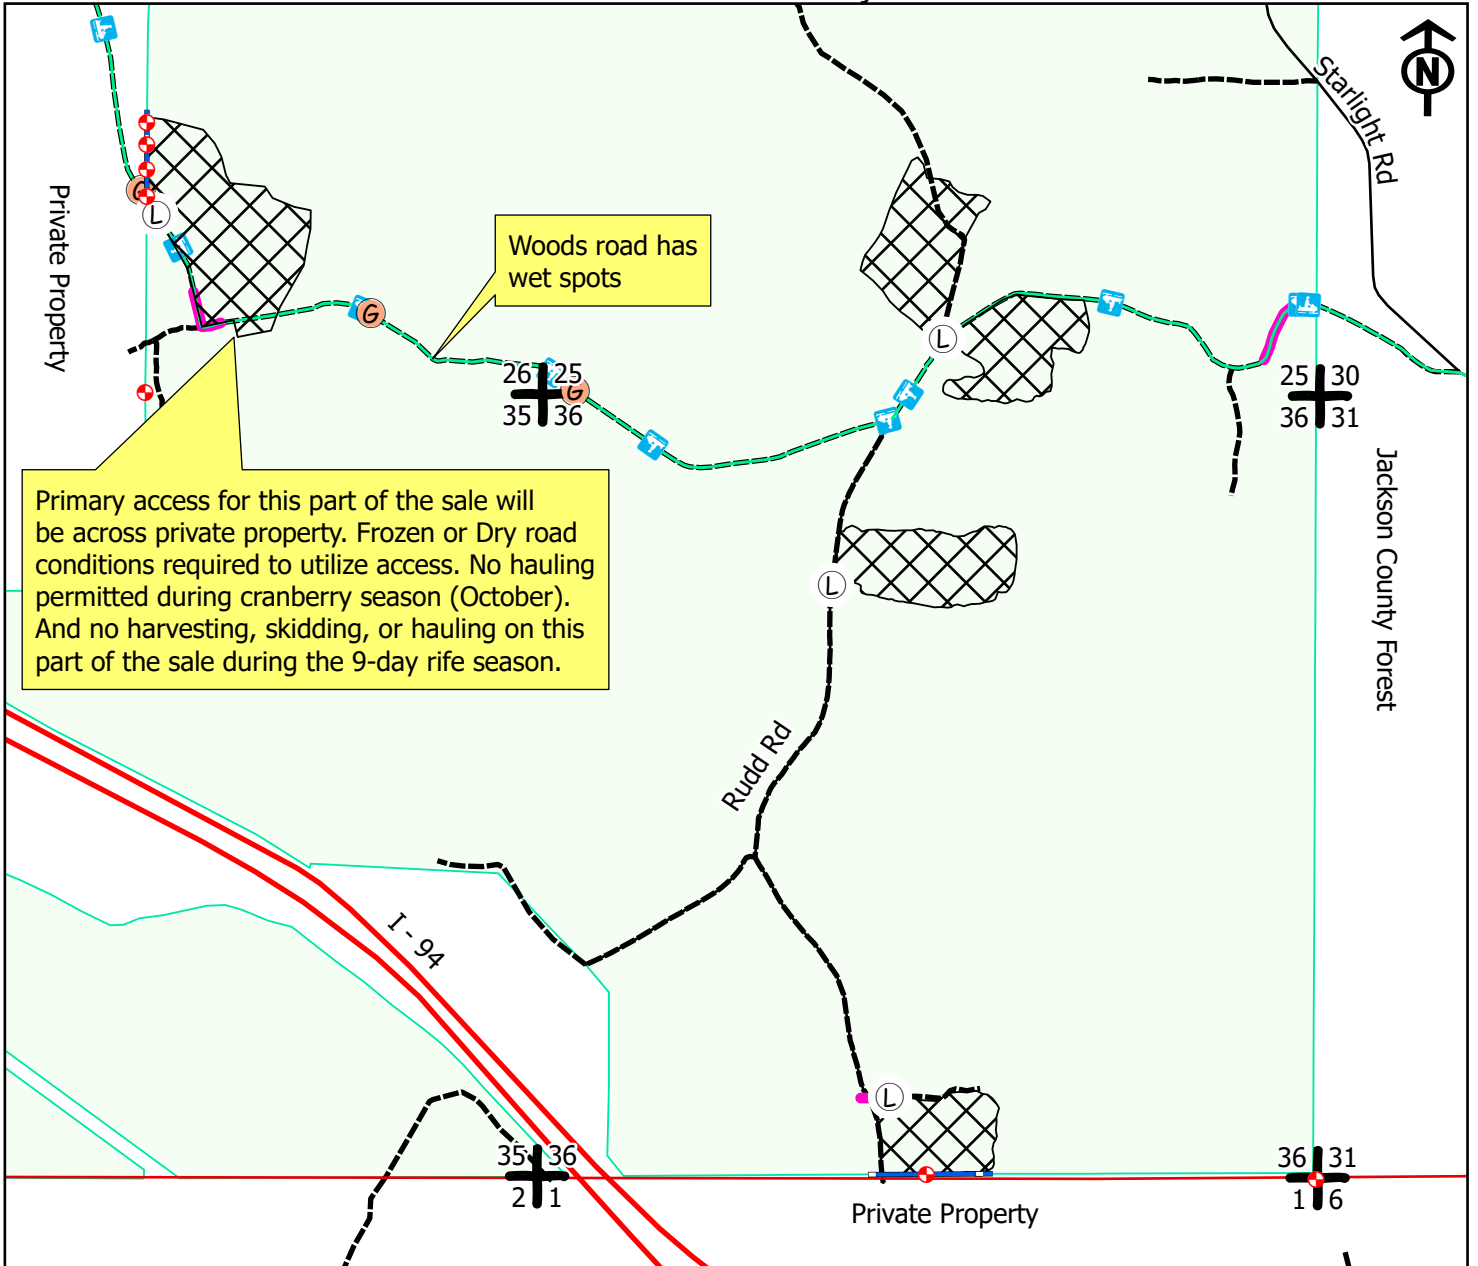 N
Starlight Rd
Private Property
G
L
Woods road has
wet spots
G
L
26 25
35 36
G
25 30
36 31
Primary access for this part of the sale will
be across private property. Frozen or Dry road
conditions required to utilize access. No hauling
permitted during cranberry season (October).
And no harvesting, skidding, or hauling on this
part of the sale during the 9-day rife season.
Jackson County Forest
L
Rudd Rd
I - 94
L
35 36
2 1
36 31
1 6
Private Property